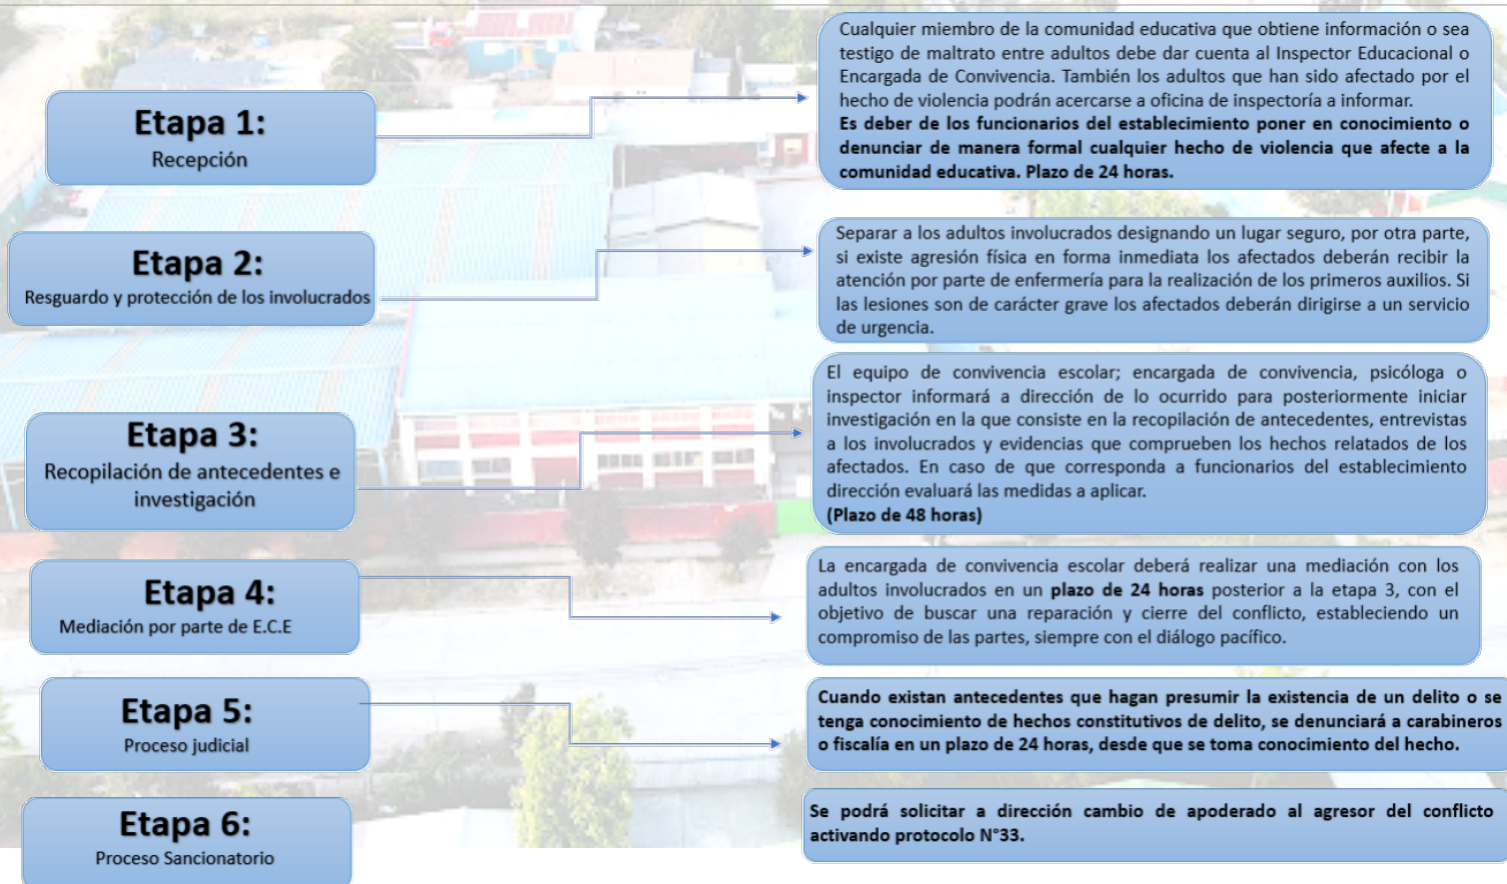 Etapa 1:
Recepción
Cualquier miembro de la comunidad educativa que obtiene información o sea
testigo de maltrato entre adultos debe dar cuenta al Inspector Educacional o
Encargada de Convivencia. También los adultos que han sido afectado por el
hecho de violencia podrán acercarse a oficina de inspectoría a informar.
Es deber de los funcionarios del establecimiento poner en conocimiento o
denunciar de manera formal cualquier hecho de violencia que afecte a la
comunidad educativa. Plazo de 24 horas.
Etapa 2:
Resguardo y protección de los involucrados
Separar a los adultos involucrados designando un lugar seguro, por otra parte,
si existe agresión física en forma inmediata los afectados deberán recibir la
atención por parte de enfermería para la realización de los primeros auxilios. Si
las lesiones son de carácter grave los afectados deberán dirigirse a un servicio
de urgencia.
Etapa 3:
Recopilación de antecedentes e
investigación
El equipo de convivencia escolar; encargada de convivencia, psicóloga o
inspector informará a dirección de lo ocurrido para posteriormente iniciar
investigación en la que consiste en la recopilación de antecedentes, entrevistas
a los involucrados y evidencias que comprueben los hechos relatados de los
afectados. En caso de que corresponda a funcionarios del establecimiento
dirección evaluará las medidas a aplicar.
(Plazo de 48 horas)
Etapa 4:
Mediación por parte de E.C.E
La encargada de convivencia escolar deberá realizar una mediación con los
adultos involucrados en un plazo de 24 horas posterior a la etapa 3, con el
objetivo de buscar una reparación y cierre del conflicto, estableciendo un
compromiso de las partes, siempre con el diálogo pacífico.
Etapa 5:
Proceso judicial
Cuando existan antecedentes que hagan presumir la existencia de un delito o se
tenga conocimiento de hechos constitutivos de delito, se denunciará a carabineros
o fiscalía en un plazo de 24 horas, desde que se toma conocimiento del hecho.
Etapa 6:
Proceso Sancionatorio
Se podrá solicitar a dirección cambio de apoderado al agresor del conflicto
activando protocolo N°33.